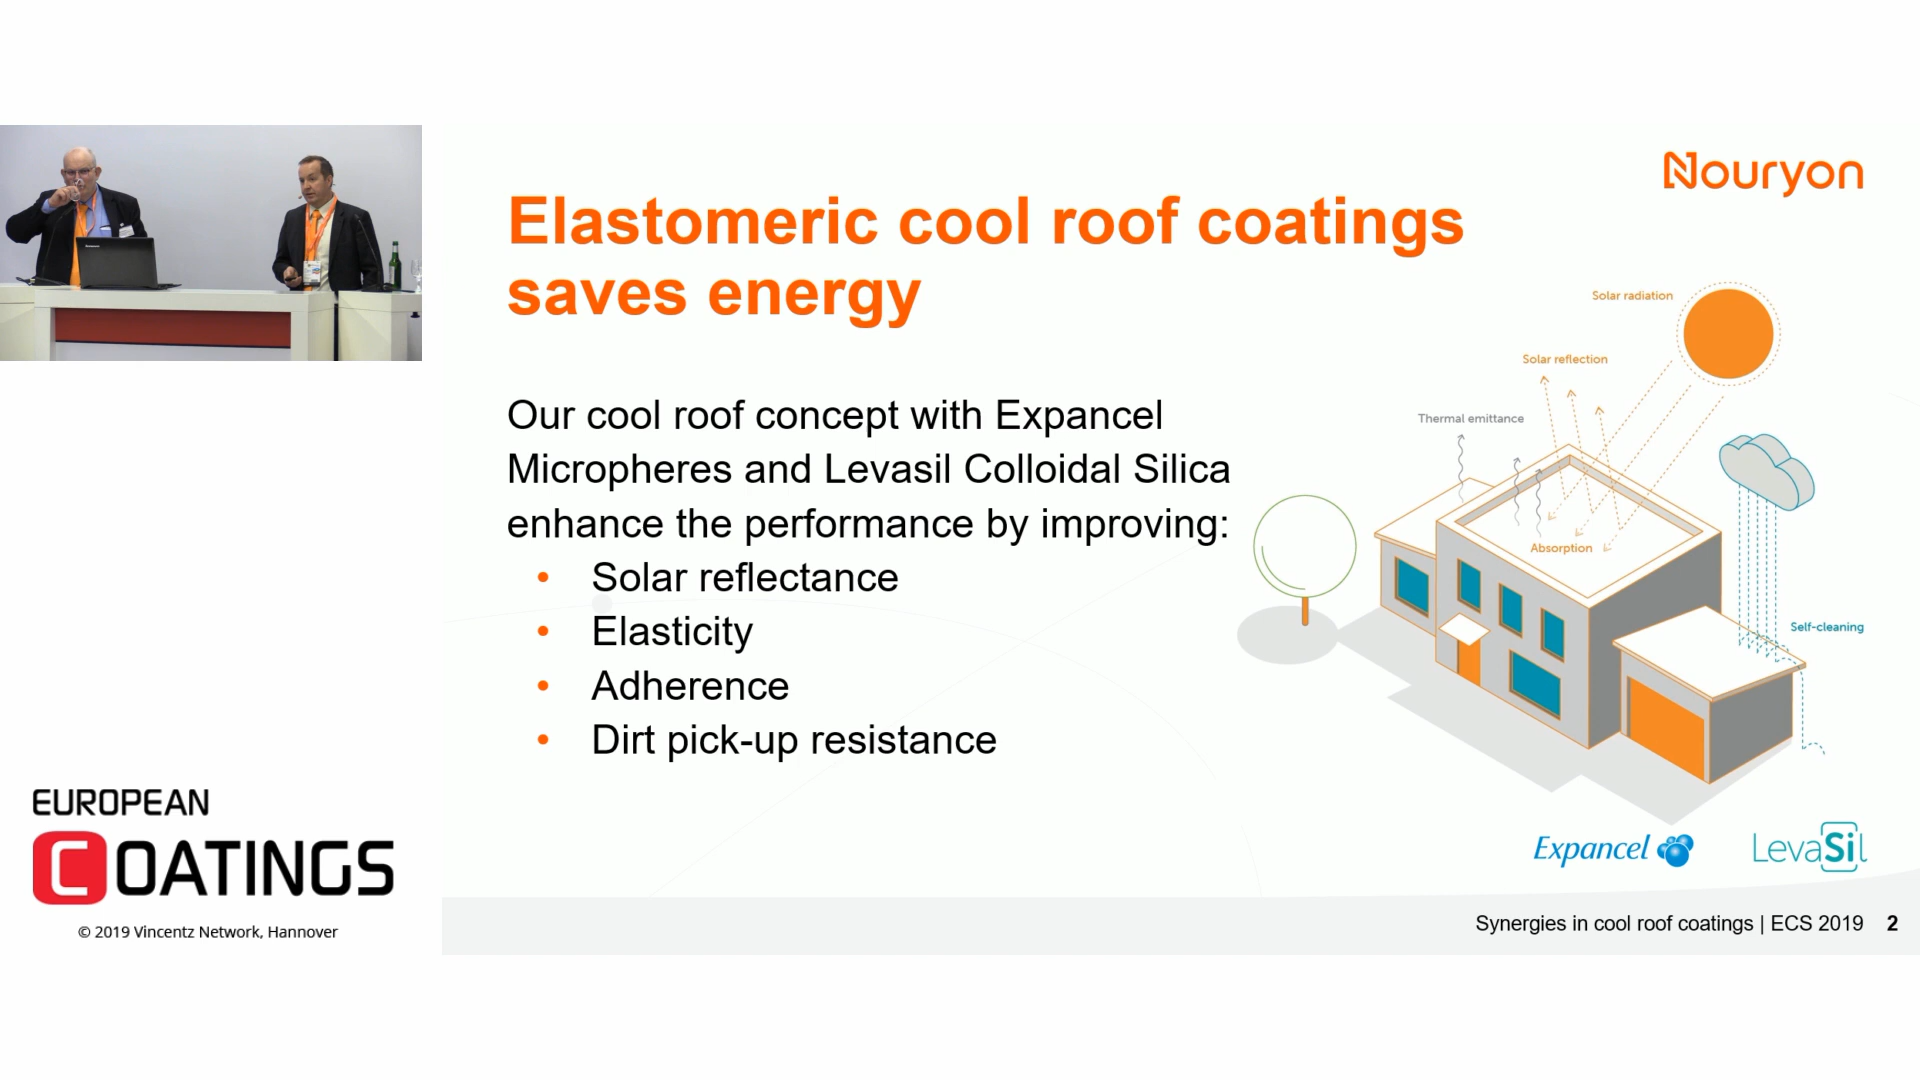 Nouryon
Elastomeric cool roof coatings
saves energy
Our cool roof concept with Expancel
Micropheres and Levasil Colloidal Silica
enhance the performance by improving:
• Solar reflectance
• Elasticity
• Adherence
• Dirt pick-up resistance
Solar radiation
Solar reflection
Thermal emittance
Absorption
Self-cleaning
Expancel
LevaSil
EUROPEAN
COATINGS
© 2019 Vincentz Network, Hannover
Synergies in cool roof coatings | ECS 2019 2